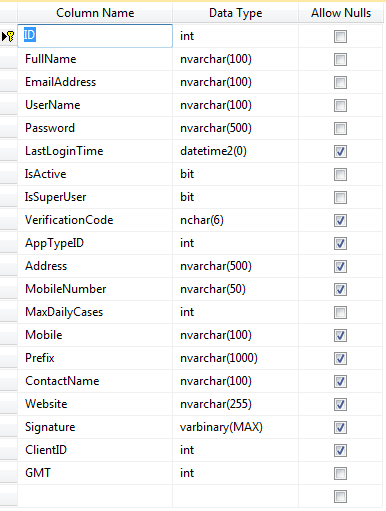 Column Name Data Type Allow Nulls
ID int
FullName nvarchar(100)
EmailAddress nvarchar(100)
UserName nvarchar(100)
Password nvarchar(500)
LastLoginTime datetime2(0)
IsActive bit
IsSuperUser bit
VerificationCode nchar(6)
AppTypeID int
Address nvarchar(500)
MobileNumber nvarchar(50)
MaxDailyCases int
Mobile nvarchar(100)
Prefix nvarchar(1000)
ContactName nvarchar(100)
Website nvarchar(255)
Signature varbinary(MAX)
ClientID int
GMT int